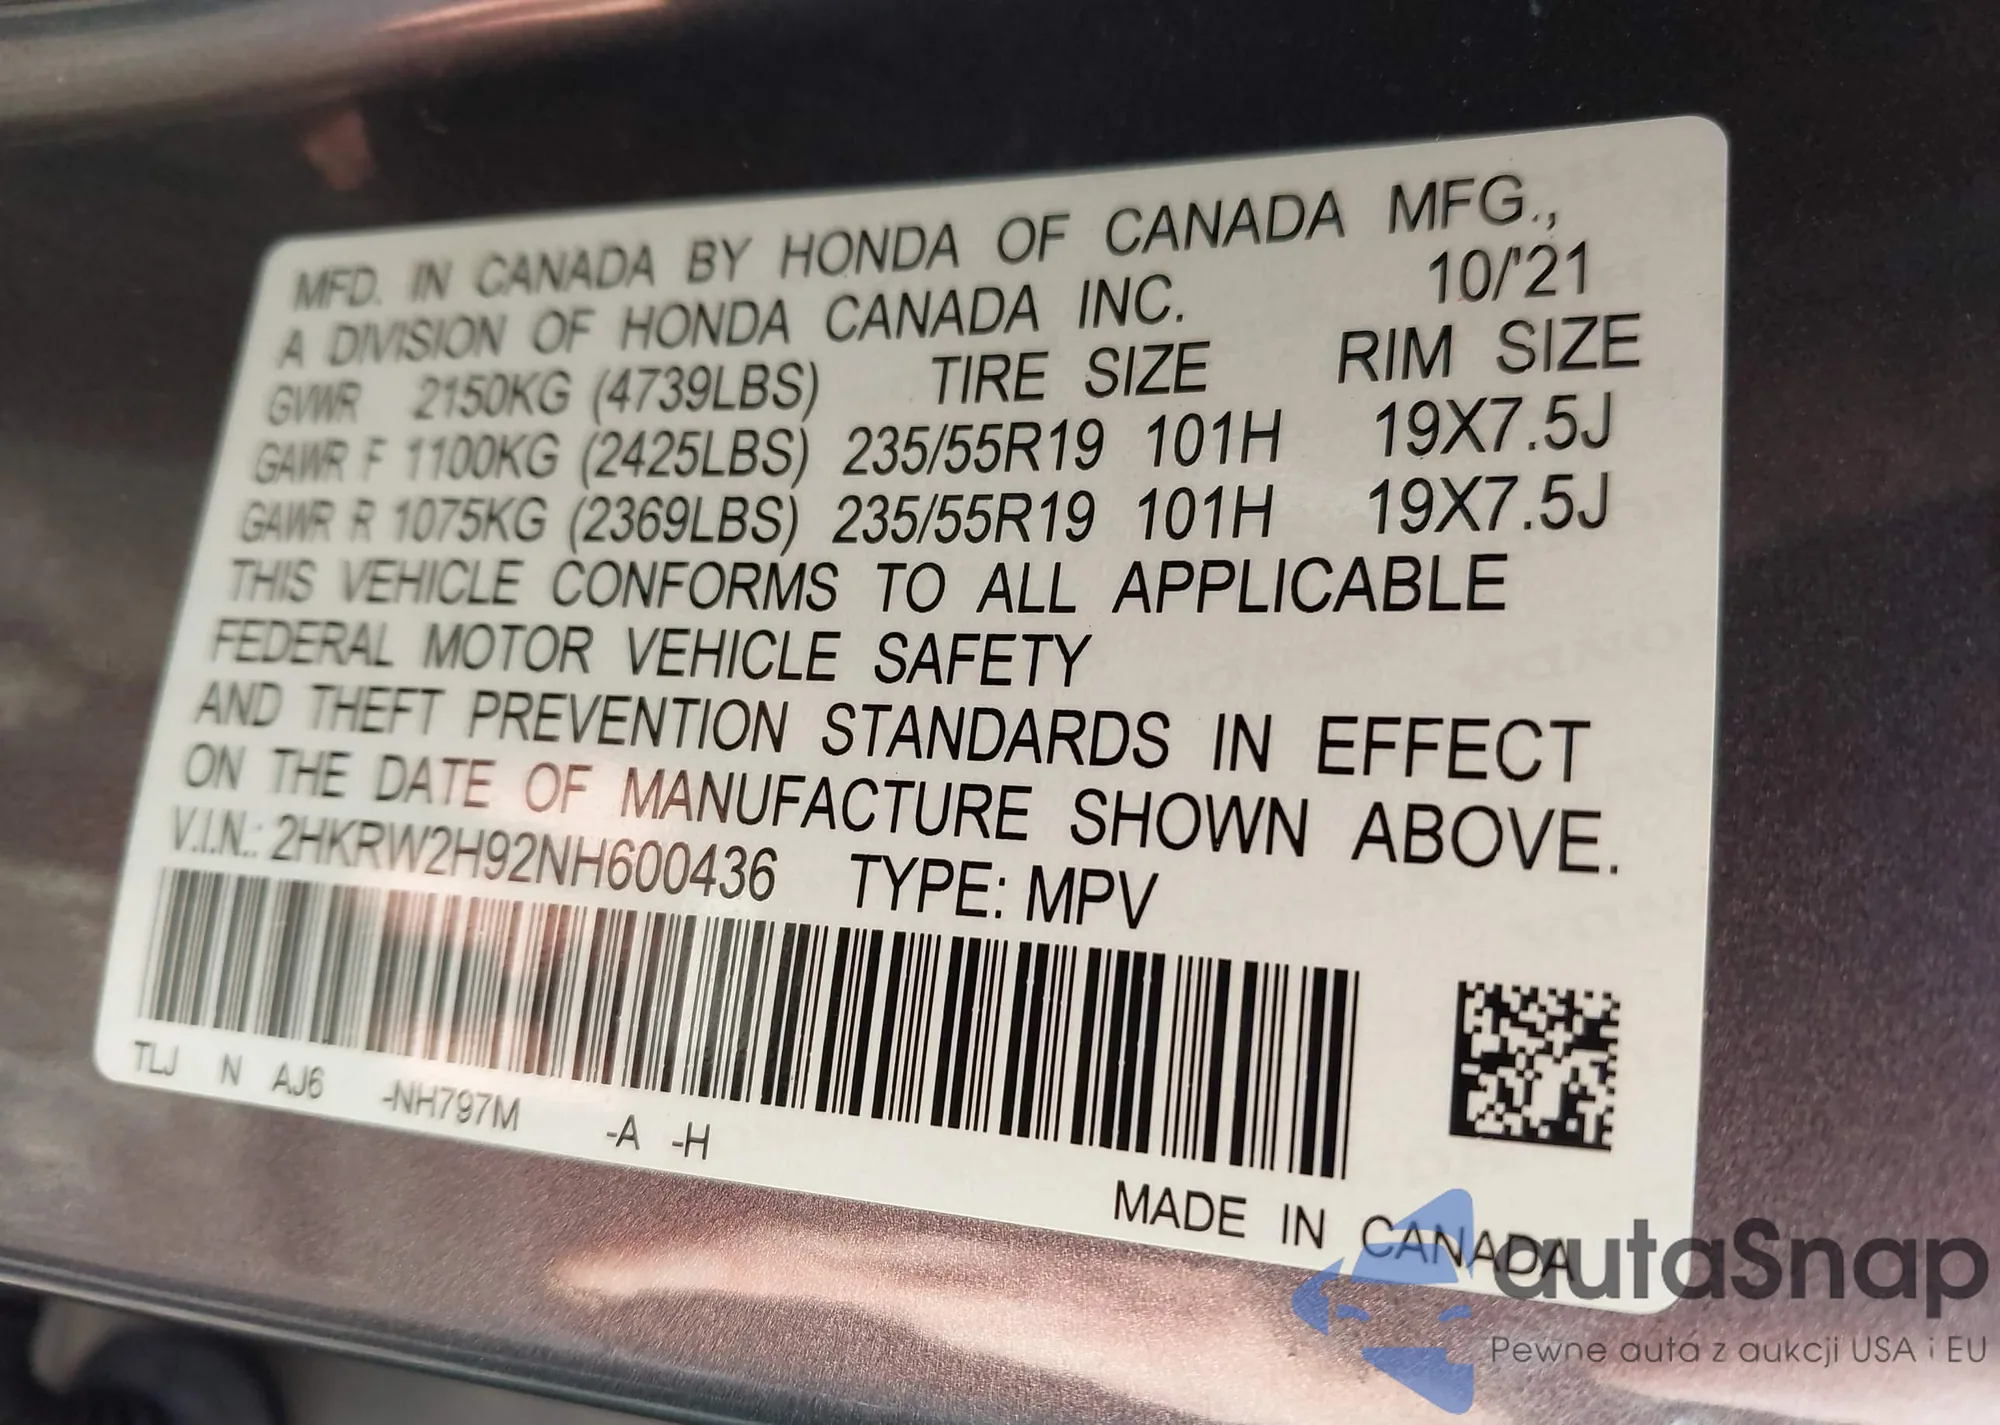 MFD. IN CANADA BY HONDA OF CANADA MFG.,
A DIVISION OF HONDA CANADA INC. 10/'21
GVWR 2150KG (4739LBS) TIRE SIZE RIM SIZE
GAWR F 1100KG (2425LBS) 235/55R19 101H 19X7.5J
GAWR R 1075KG (2369LBS) 235/55R19 101H 19X7.5J
THIS VEHICLE CONFORMS TO ALL APPLICABLE
FEDERAL MOTOR VEHICLE SAFETY
AND THEFT PREVENTION STANDARDS IN EFFECT
ON THE DATE OF MANUFACTURE SHOWN ABOVE.
V.I.N.: 2HKRW2H92NH600436 TYPE: MPV
TLJ N AJ6 -NH797M -A -H
MADE IN CANADA
autaSnap
Pewne auta z aukcji USA i EU